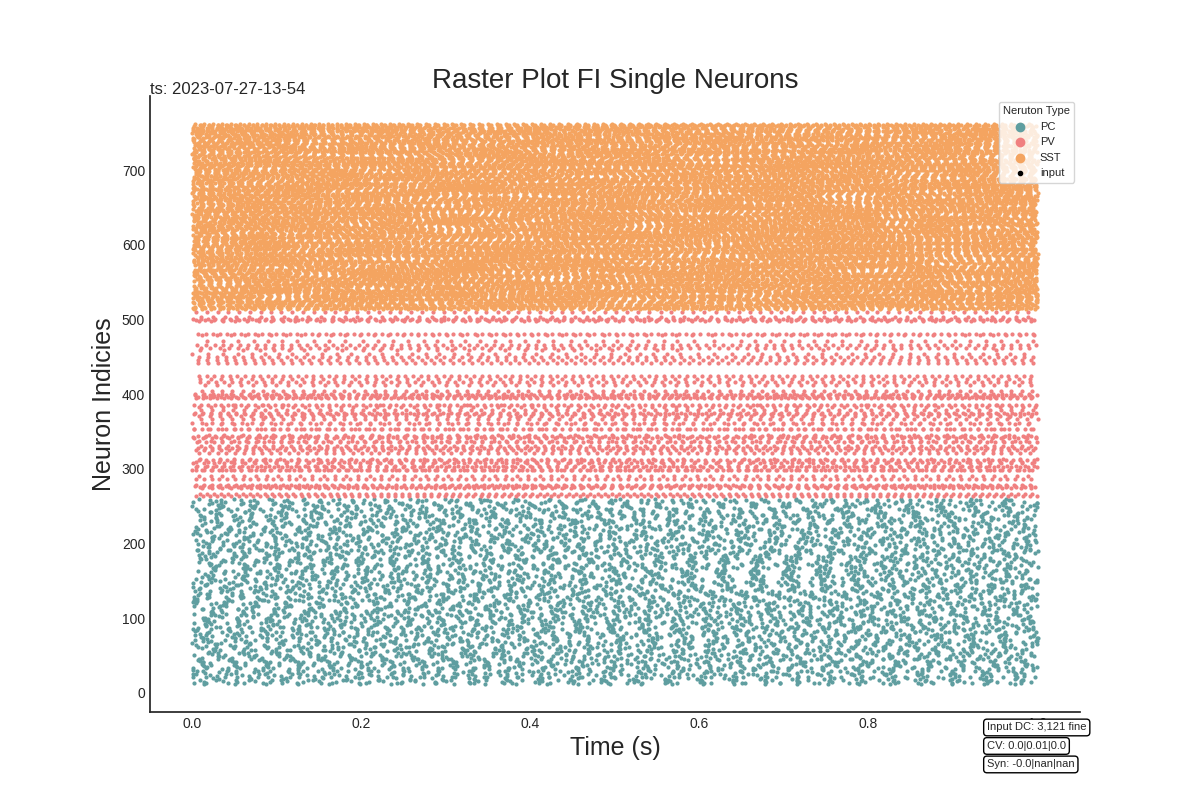 Raster Plot FI Single Neurons
ts: 2023-07-27-13-54
Neruton Type
PC
PV
SST
input
Neuron Indicies
700
600
500
400
300
200
100
0
0.0
0.2
0.4
0.6
0.8
Time (s)
Input DC: 3,121 fine
CV: 0.0|0.01|0.0
Syn: -0.0|nan|nan